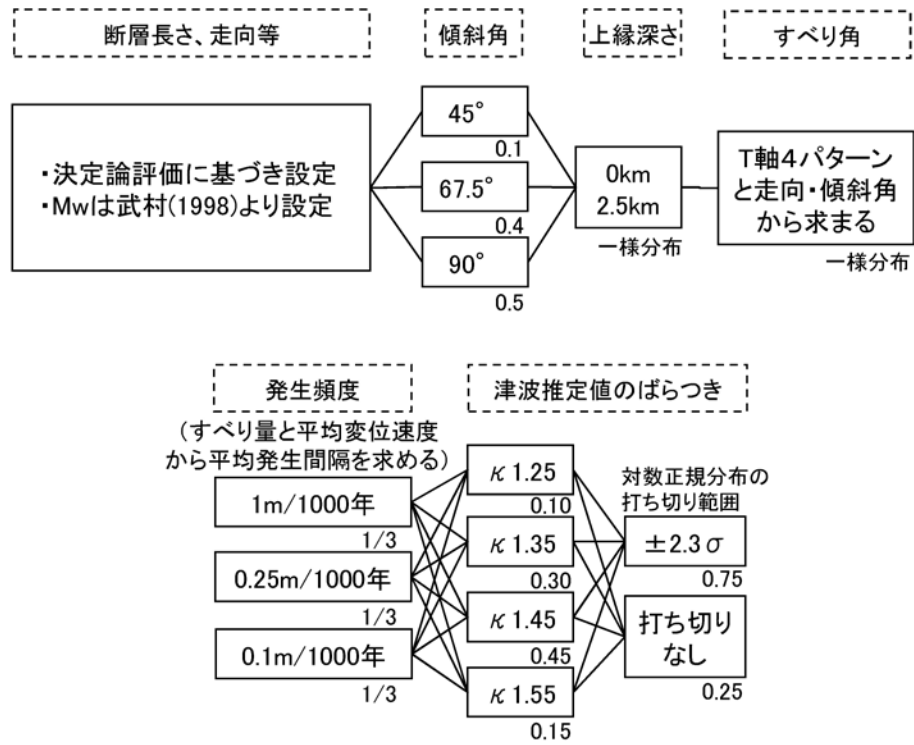 断層長さ、走向等
傾斜角
上縁深さ
すべり角
・決定論評価に基づき設定
・Mwは武村(1998)より設定
45°
0.1
67.5°
0.4
90°
0.5
0km
2.5km
一様分布
T軸4パターン
と走向・傾斜角
から求まる
一様分布
発生頻度
(すべり量と平均変位速度
から平均発生間隔を求める)
1m/1000年
1/3
0.25m/1000年
1/3
0.1m/1000年
1/3
津波推定値のばらつき
κ1.25
0.10
κ1.35
0.30
κ1.45
0.45
κ1.55
0.15
対数正規分布の
打ち切り範囲
±2.3σ
0.75
打ち切り
なし
0.25